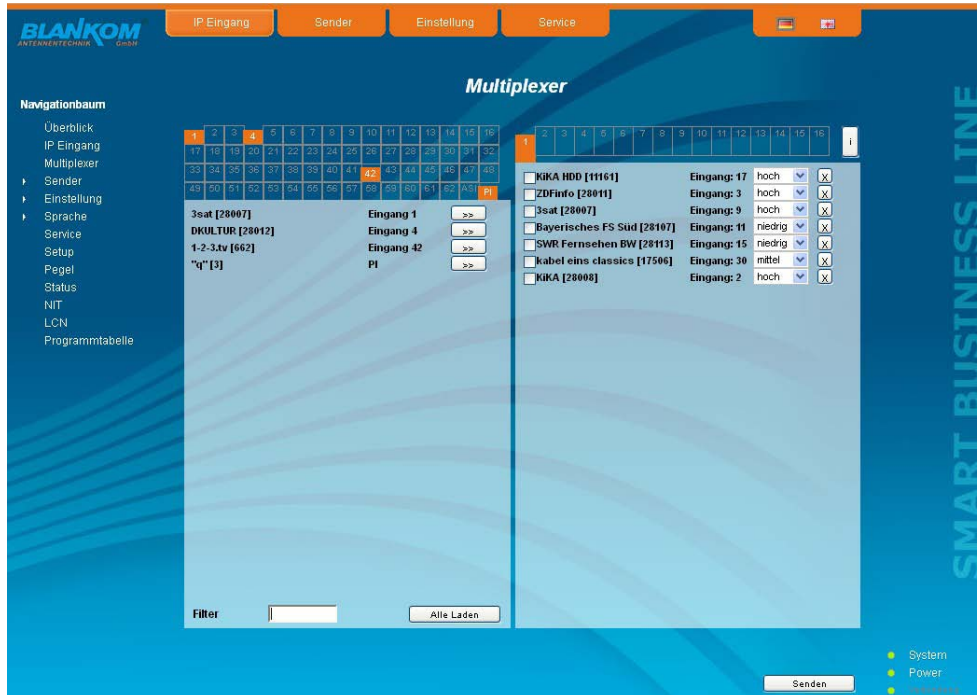 BLANKOM
ANTENNENTECHNIK GmbH
IP Eingang Sender Einstellung Service
Multiplexer
Navigationbaum
Überblick
IP Eingang
Multiplexer
Sender
Einstellung
Sprache
Service
Setup
Pegel
Status
NIT
LCN
Programmtabelle
1 2 3 4 5 6 7 8 9 10 11 12 13 14 15 16
17 18 19 20 21 22 23 24 25 26 27 28 29 30 31 32
33 34 35 36 37 38 39 40 41 42 43 44 45 46 47 48
49 50 51 52 53 54 55 56 57 58 59 60 61 62 ASI PI
3sat [28007] Eingang 1 >>
DKULTUR [28012] Eingang 4 >>
1-2-3.tv [662] Eingang 42 >>
"q" [3] PI >>
Filter Alle Laden
1 2 3 4 5 6 7 8 9 10 11 12 13 14 15 16 i
KiKA HDD [11161] Eingang: 17 hoch X
ZDFinfo [28011] Eingang: 3 hoch X
3sat [28007] Eingang: 9 hoch X
Bayerisches FS Süd [28107] Eingang: 11 niedrig X
SWR Fernsehen BW [28113] Eingang: 15 niedrig X
kabel eins classics [17506] Eingang: 30 mittel X
KiKA [28008] Eingang: 2 hoch X
Senden
SMART BUSINESS LINE
System
Power